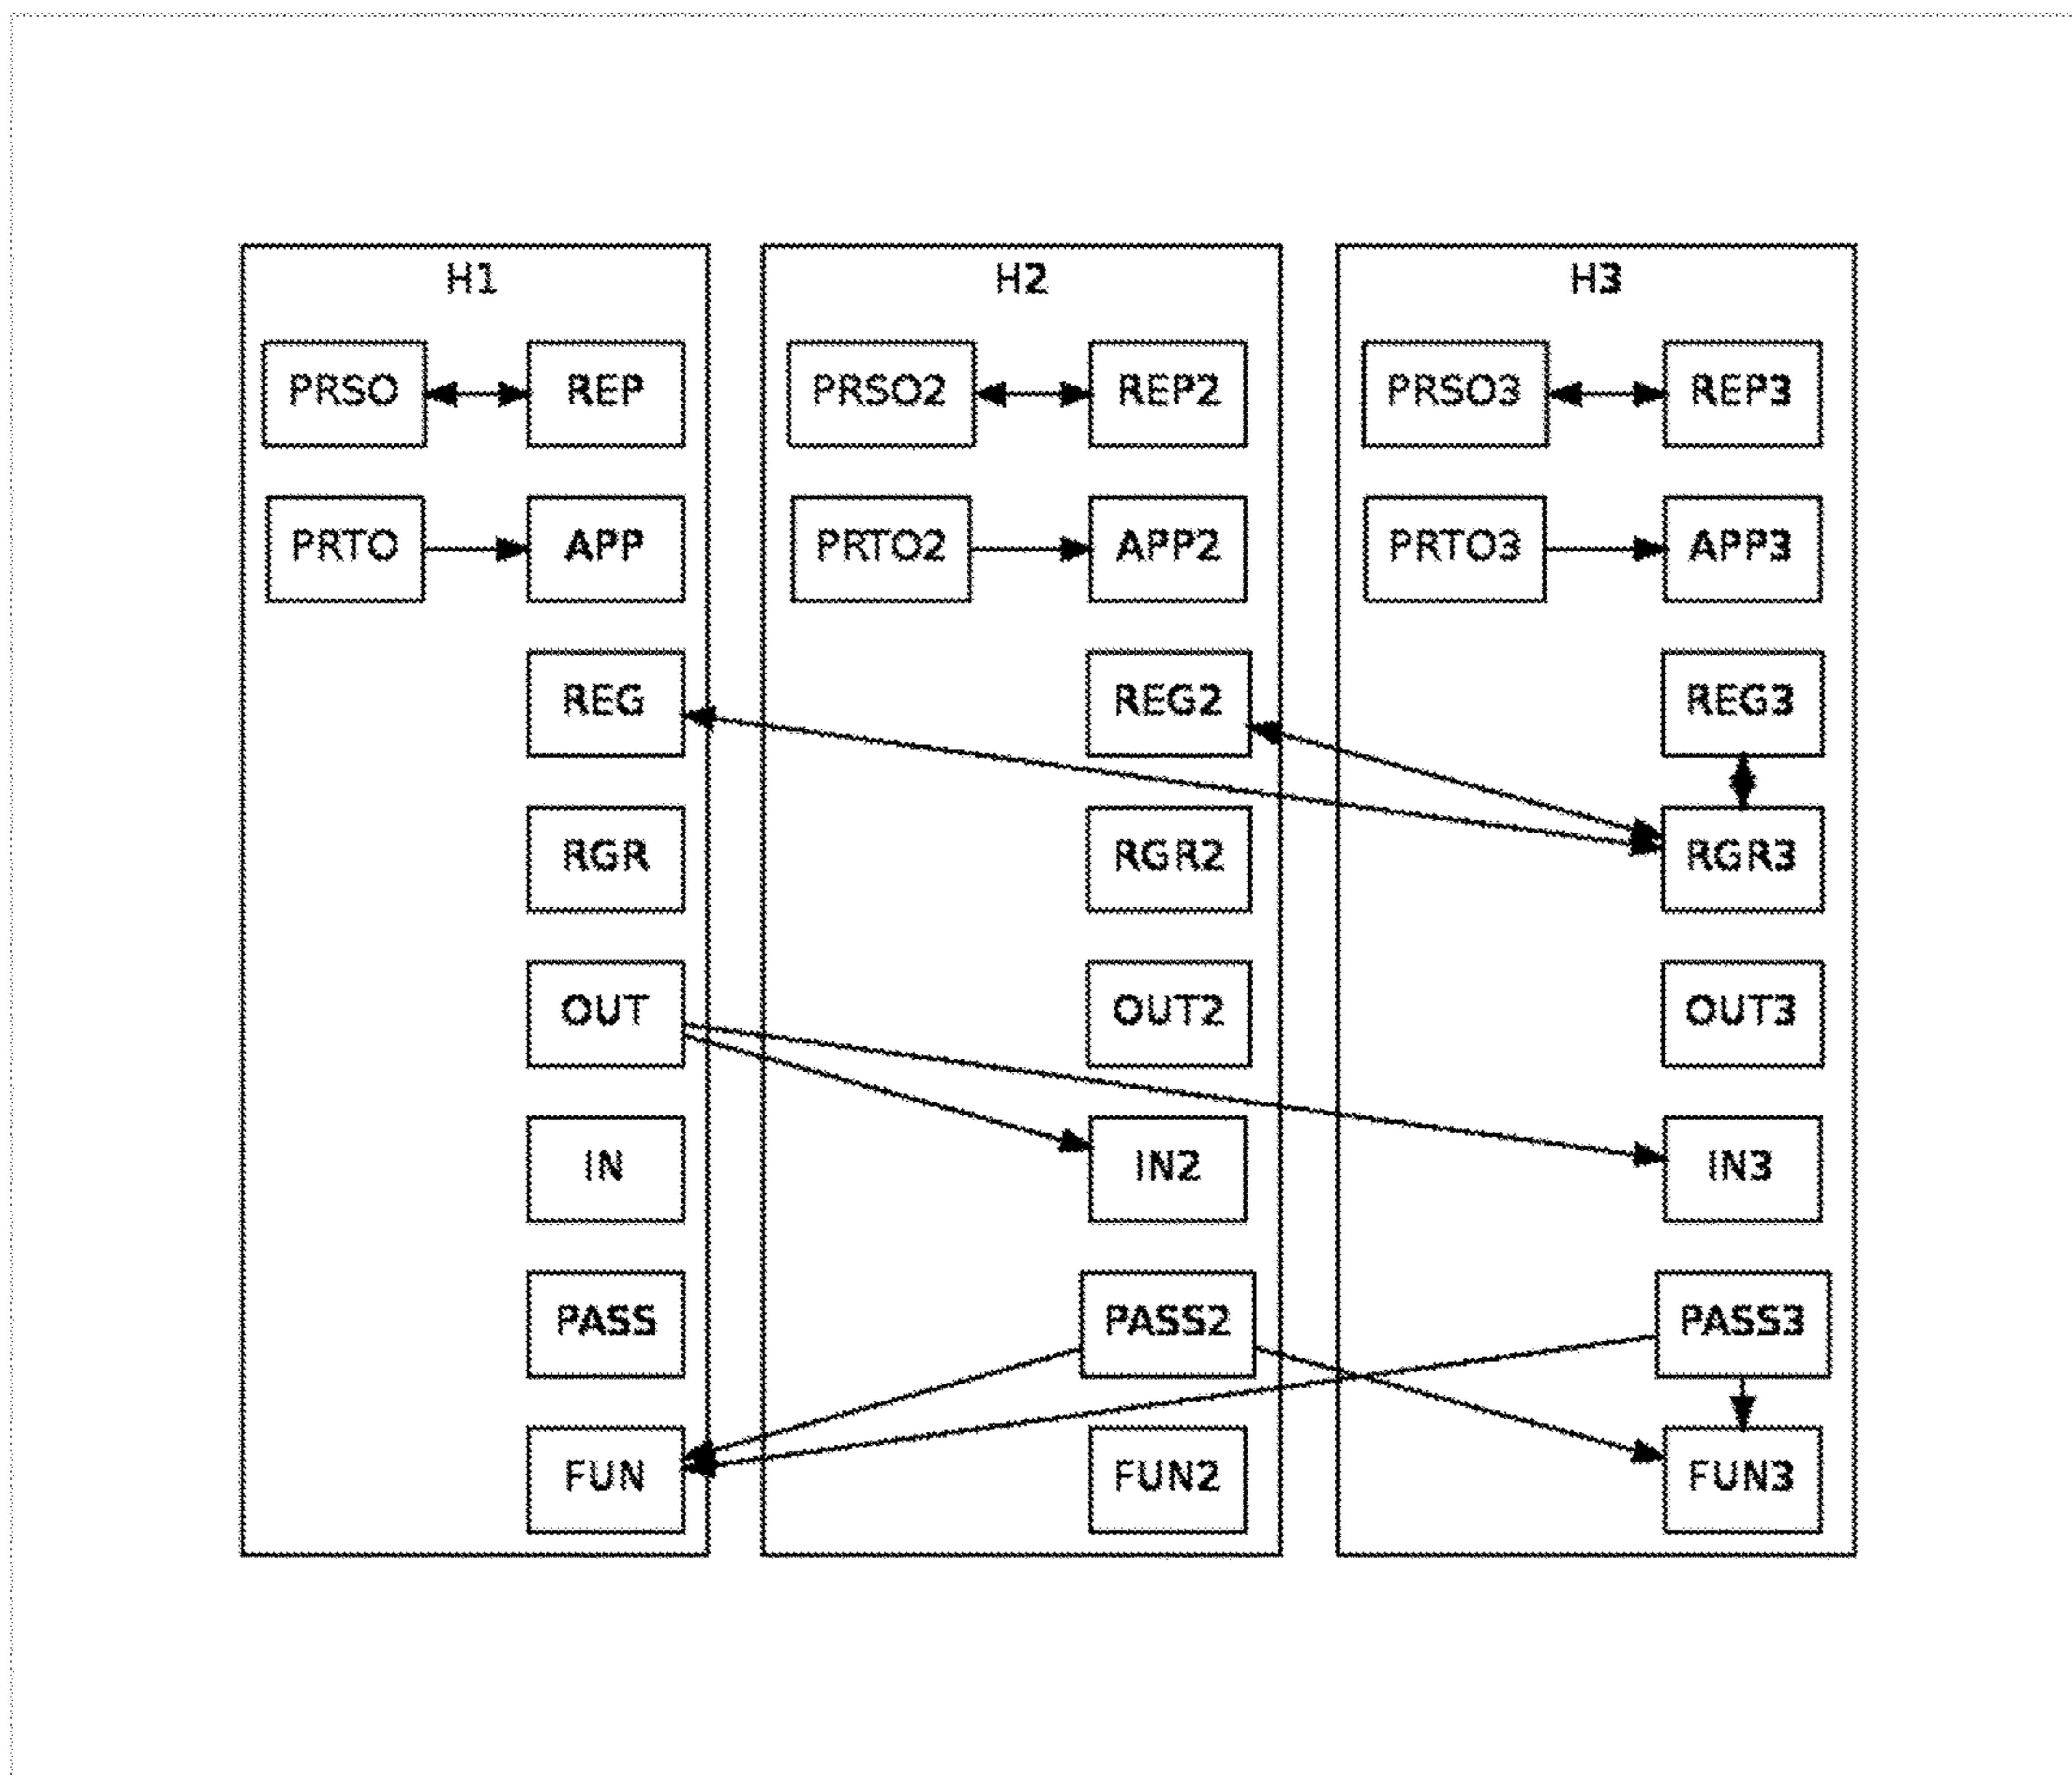 H1
PRSO
REP
PRTO
APP
REG
RGR
OUT
IN
PASS
FUN
H2
PRSO2
REP2
PRTO2
APP2
REG2
RGR2
OUT2
IN2
PASS2
FUN2
H3
PRSO3
REP3
PRTO3
APP3
REG3
RGR3
OUT3
IN3
PASS3
FUN3